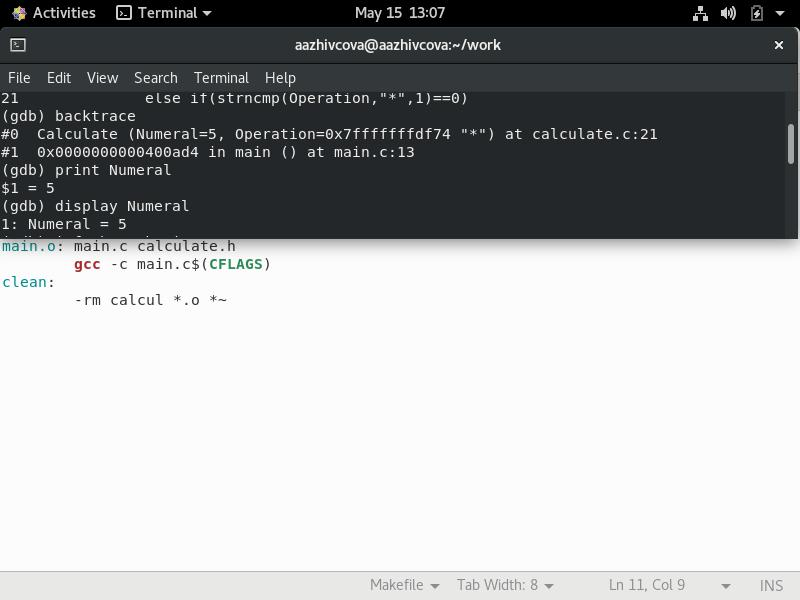 Activities Terminal May 15 13:07
aazhivcova@aazhivcova:~/work
File Edit View Search Terminal Help
21 else if(strncmp(Operation,"*",1)==0)
(gdb) backtrace
#0 Calculate (Numeral=5, Operation=0x7fffffffdf74 "*") at calculate.c:21
#1 0x0000000000400ad4 in main () at main.c:13
(gdb) print Numeral
$1 = 5
(gdb) display Numeral
1: Numeral = 5
main.o: main.c calculate.h
gcc -c main.c$(CFLAGS)
clean:
-rm calcul *.o *~
Makefile Tab Width: 8 Ln 11, Col 9 INS